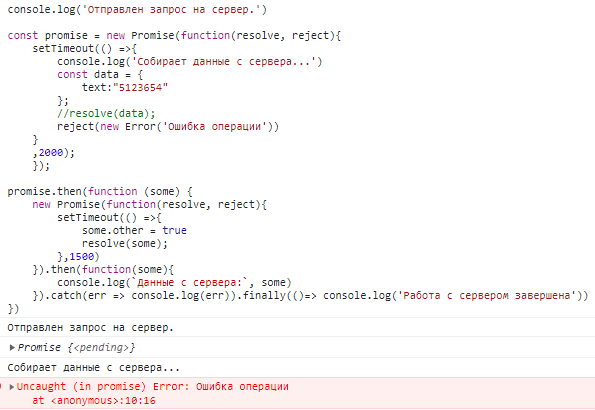 console.log('Отправлен запрос на сервер.')
const promise = new Promise(function(resolve, reject){
setTimeout(() =>{
console.log('Собирает данные с сервера...')
const data = {
text:"5123654"
};
//resolve(data);
reject(new Error('Ошибка операции'))
}
,2000);
});
promise.then(function (some) {
new Promise(function(resolve, reject){
setTimeout(() =>{
some.other = true
resolve(some);
},1500)
}).then(function(some){
console.log(`Данные с сервера:`, some)
}).catch(err => console.log(err)).finally(()=> console.log('Работа с сервером завершена'))
})
Отправлен запрос на сервер.
Promise {<pending>}
Собирает данные с сервера...
Uncaught (in promise) Error: Ошибка операции
at <anonymous>:10:16